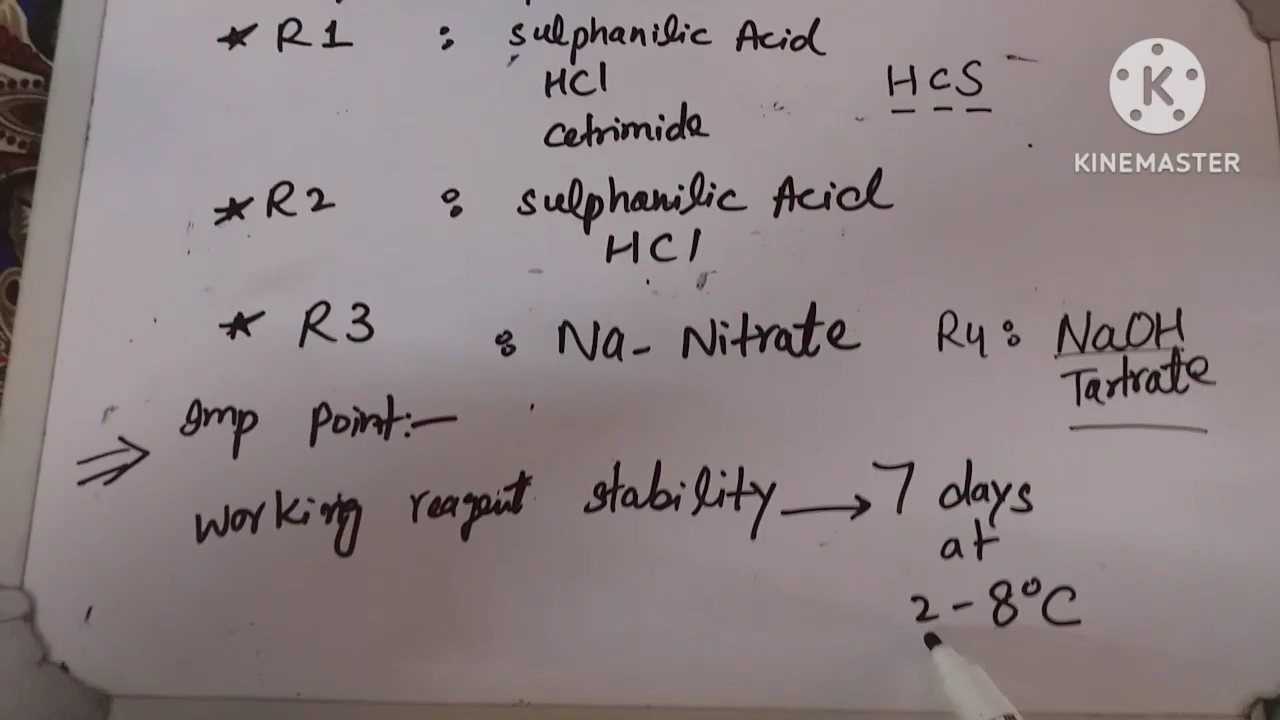 ★ R1 : sulphanilic Acid
HCl
HCS
cetrimide
K
KINEMASTER
★ R2 : sulphanilic Acid
HCl
★ R3 : Na- Nitrate R4: NaOH
Tartrate
⇒ Imp Point:-
working reagent stability → 7 days
at
2-8°C